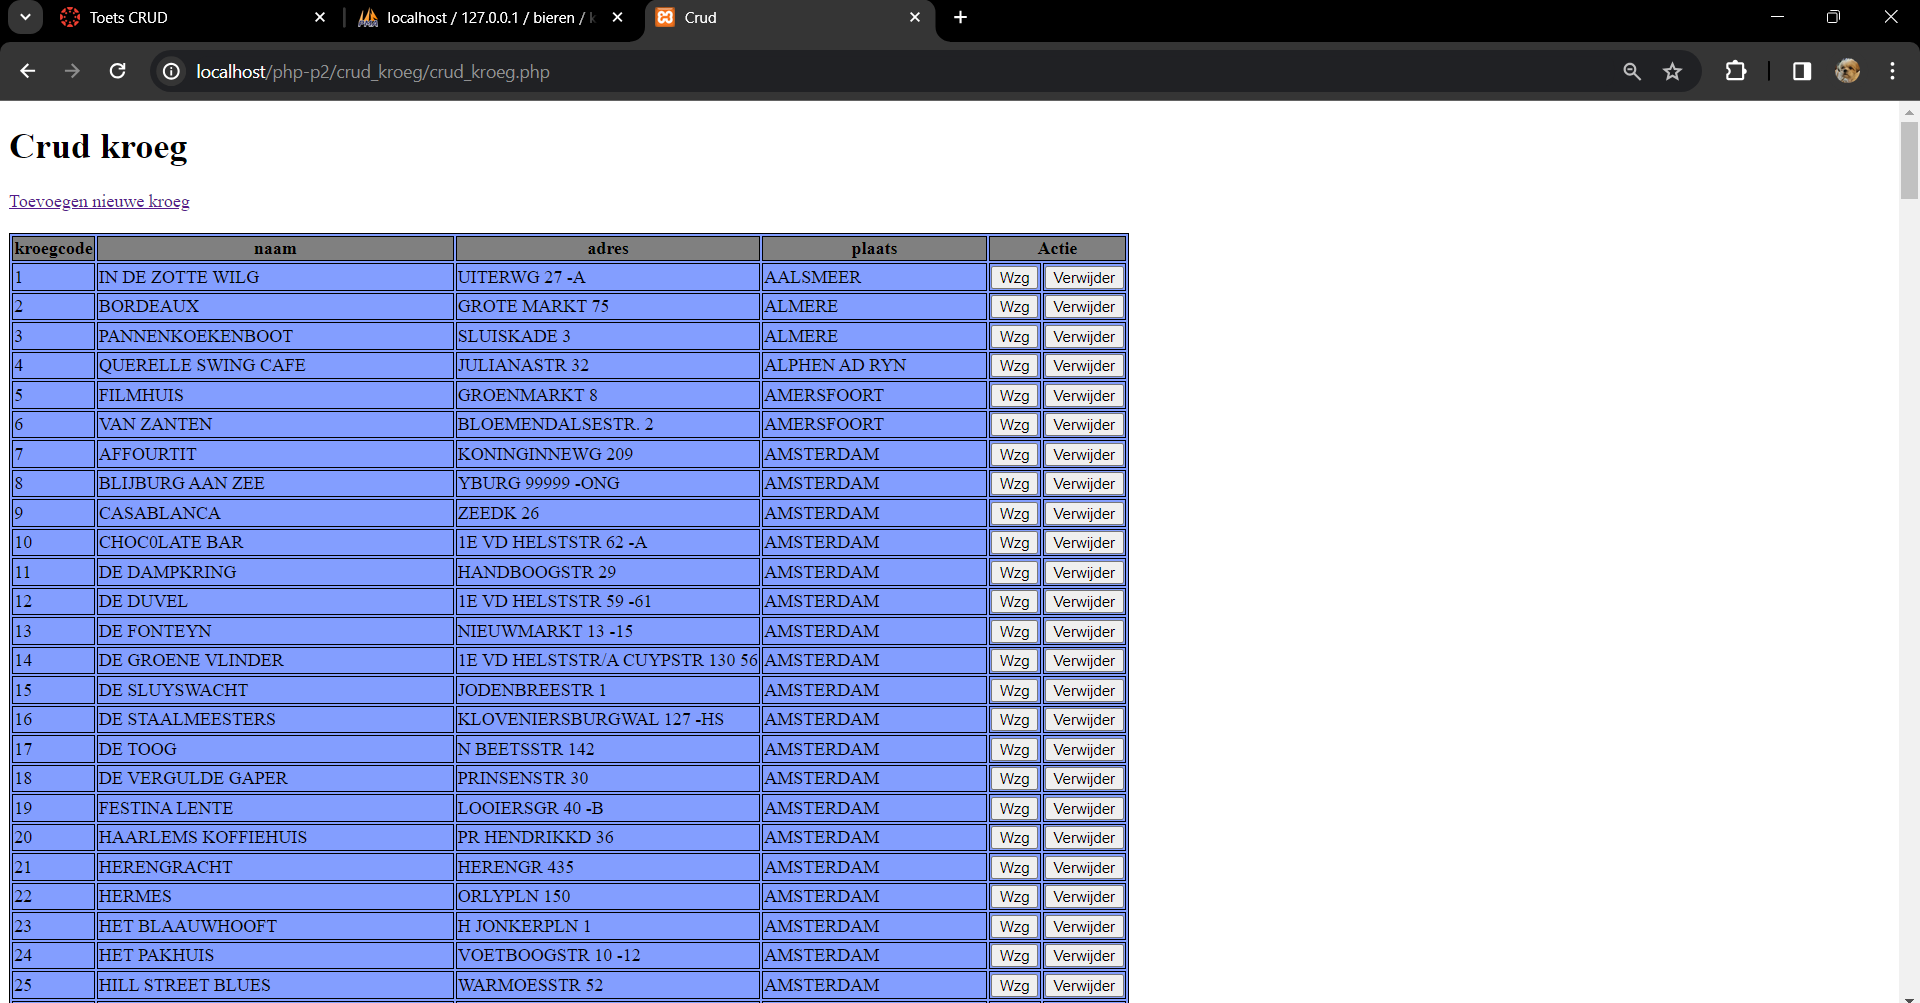 Toets CRUD
localhost / 127.0.0.1 / bieren / k
Crud
localhost/php-p2/crud_kroeg/crud_kroeg.php
Crud kroeg
Toevoegen nieuwe kroeg
kroegcode naam adres plaats Actie
1 IN DE ZOTTE WILG UITERWG 27 -A AALSMEER Wzg Verwijder
2 BORDEAUX GROTE MARKT 75 ALMERE Wzg Verwijder
3 PANNENKOEKENBOOT SLUISKADE 3 ALMERE Wzg Verwijder
4 QUERELLE SWING CAFE JULIANASTR 32 ALPHEN AD RYN Wzg Verwijder
5 FILMHUIS GROENMARKT 8 AMERSFOORT Wzg Verwijder
6 VAN ZANTEN BLOEMENDALSESTR. 2 AMERSFOORT Wzg Verwijder
7 AFFOURTIT KONINGINNEWG 209 AMSTERDAM Wzg Verwijder
8 BLIJBURG AAN ZEE YBURG 99999 -ONG AMSTERDAM Wzg Verwijder
9 CASABLANCA ZEEDK 26 AMSTERDAM Wzg Verwijder
10 CHOC0LATE BAR 1E VD HELSTSTR 62 -A AMSTERDAM Wzg Verwijder
11 DE DAMPKRING HANDBOOGSTR 29 AMSTERDAM Wzg Verwijder
12 DE DUVEL 1E VD HELSTSTR 59 -61 AMSTERDAM Wzg Verwijder
13 DE FONTEYN NIEUWMARKT 13 -15 AMSTERDAM Wzg Verwijder
14 DE GROENE VLINDER 1E VD HELSTSTR/A CUYPSTR 130 56 AMSTERDAM Wzg Verwijder
15 DE SLUYSWACHT JODENBREESTR 1 AMSTERDAM Wzg Verwijder
16 DE STAALMEESTERS KLOVENIERSBURGWAL 127 -HS AMSTERDAM Wzg Verwijder
17 DE TOOG N BEETSSTR 142 AMSTERDAM Wzg Verwijder
18 DE VERGULDE GAPER PRINSENSTR 30 AMSTERDAM Wzg Verwijder
19 FESTINA LENTE LOOIERSGR 40 -B AMSTERDAM Wzg Verwijder
20 HAARLEMS KOFFIEHUIS PR HENDRIKKD 36 AMSTERDAM Wzg Verwijder
21 HERENGRACHT HERENGR 435 AMSTERDAM Wzg Verwijder
22 HERMES ORLYPLN 150 AMSTERDAM Wzg Verwijder
23 HET BLAAUWHOOFT H JONKERPLN 1 AMSTERDAM Wzg Verwijder
24 HET PAKHUIS VOETBOOGSTR 10 -12 AMSTERDAM Wzg Verwijder
25 HILL STREET BLUES WARMOESSTR 52 AMSTERDAM Wzg Verwijder